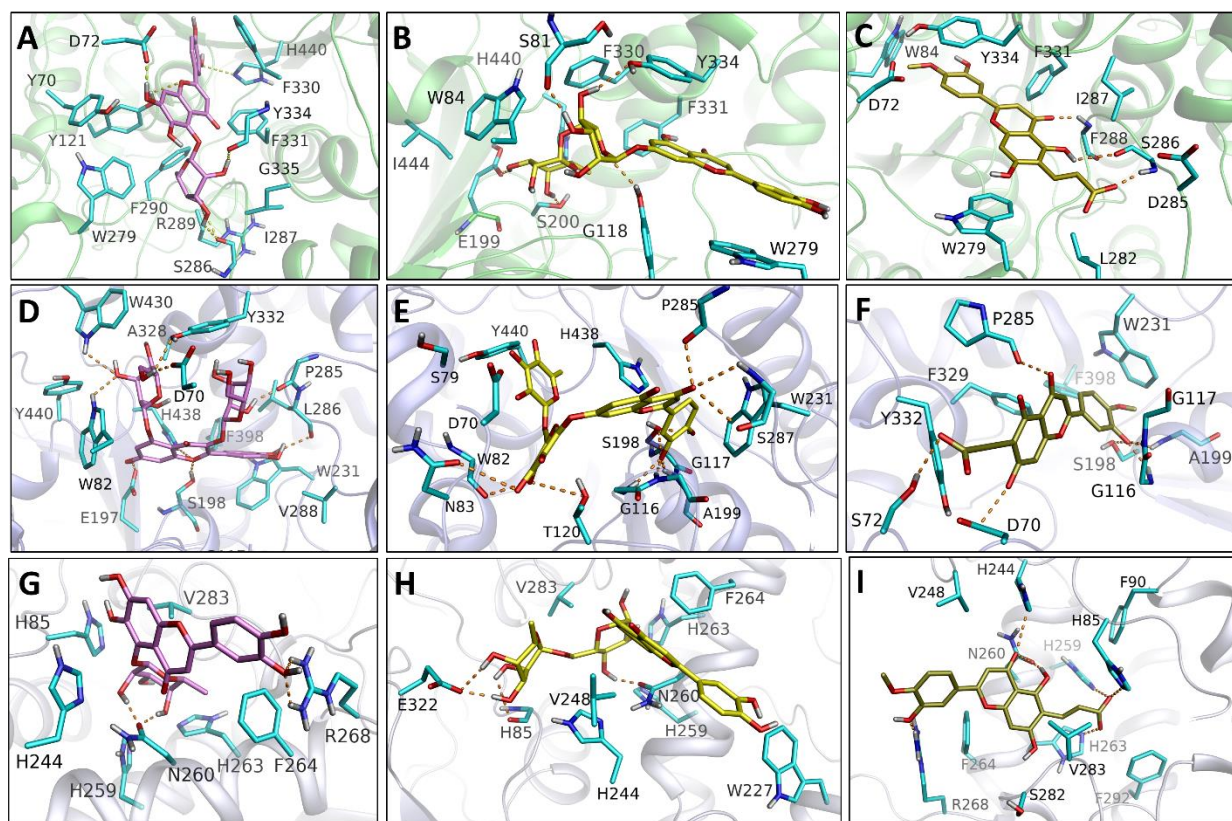 A
D72
H440
Y70
F330
Y334
Y121
F331
G335
F290
R289
W279
I287
S286
B
S81
F330
H440
Y334
W84
F331
I444
S200
E199
G118
W279
C
W84
Y334
F331
D72
I287
F288
S286
D285
W279
L282
D
W430
A328
Y332
P285
D70
Y440
H438
L286
F398
W82
W231
E197
S198
V288
E
P285
Y440
H438
S79
D70
W231
S287
W82
S198
G117
N83
G116
A199
T120
F
P285
W231
F329
F398
G117
Y332
S198
A199
G116
S72
D70
G
V283
H85
H244
R268
H263
F264
N260
H259
H
V283
F264
H263
E322
V248
N260
H85
H259
H244
W227
I
H244
V248
F90
H85
N260
H259
H263
F264
V283
R268
S282
F292